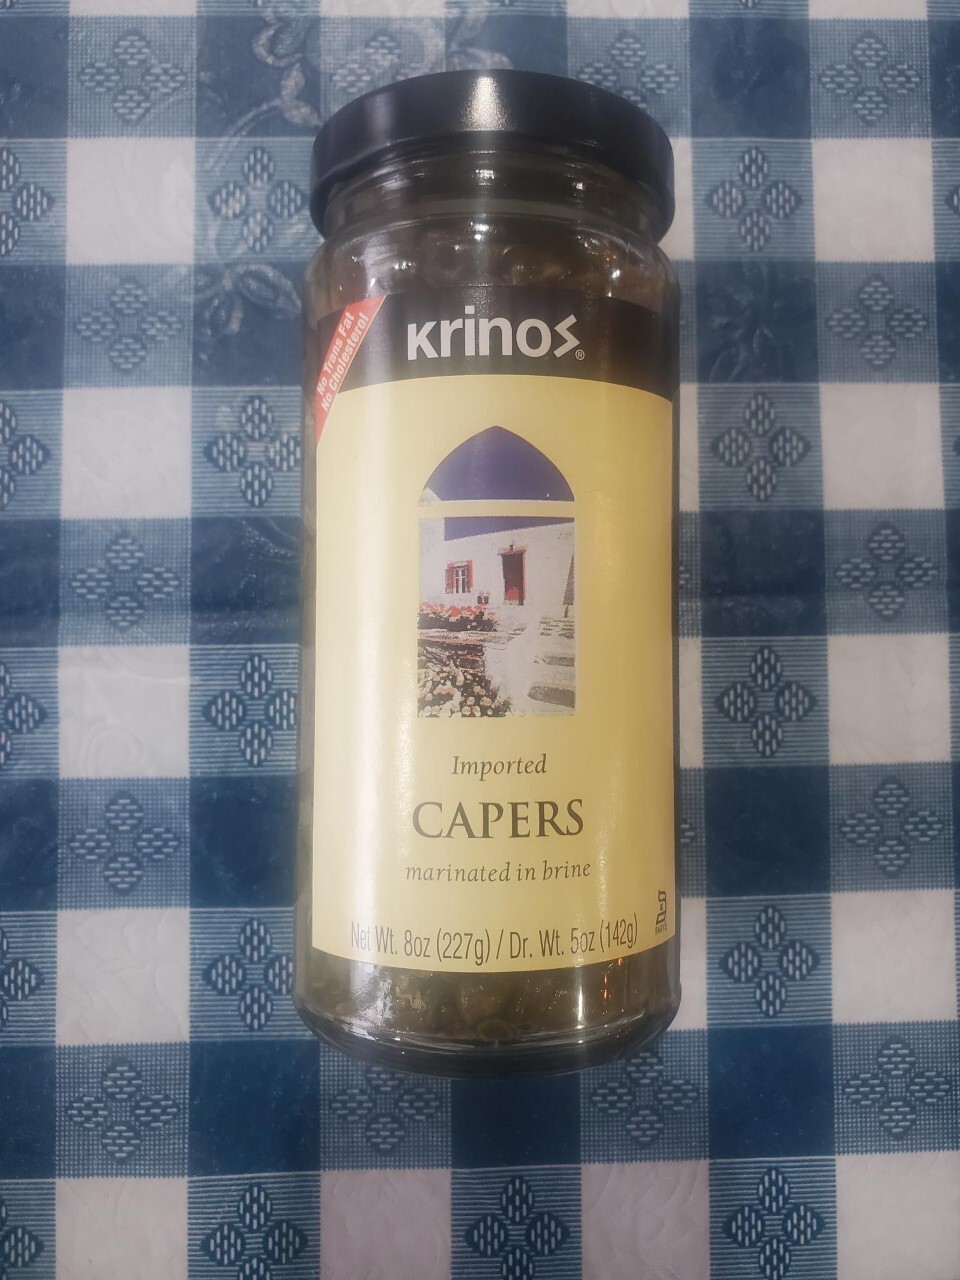 No Trans Fat
No Cholesterol
Krinos®
Imported
CAPERS
marinated in brine
Net Wt. 8oz (227g) / Dr. Wt. 5oz (142g)